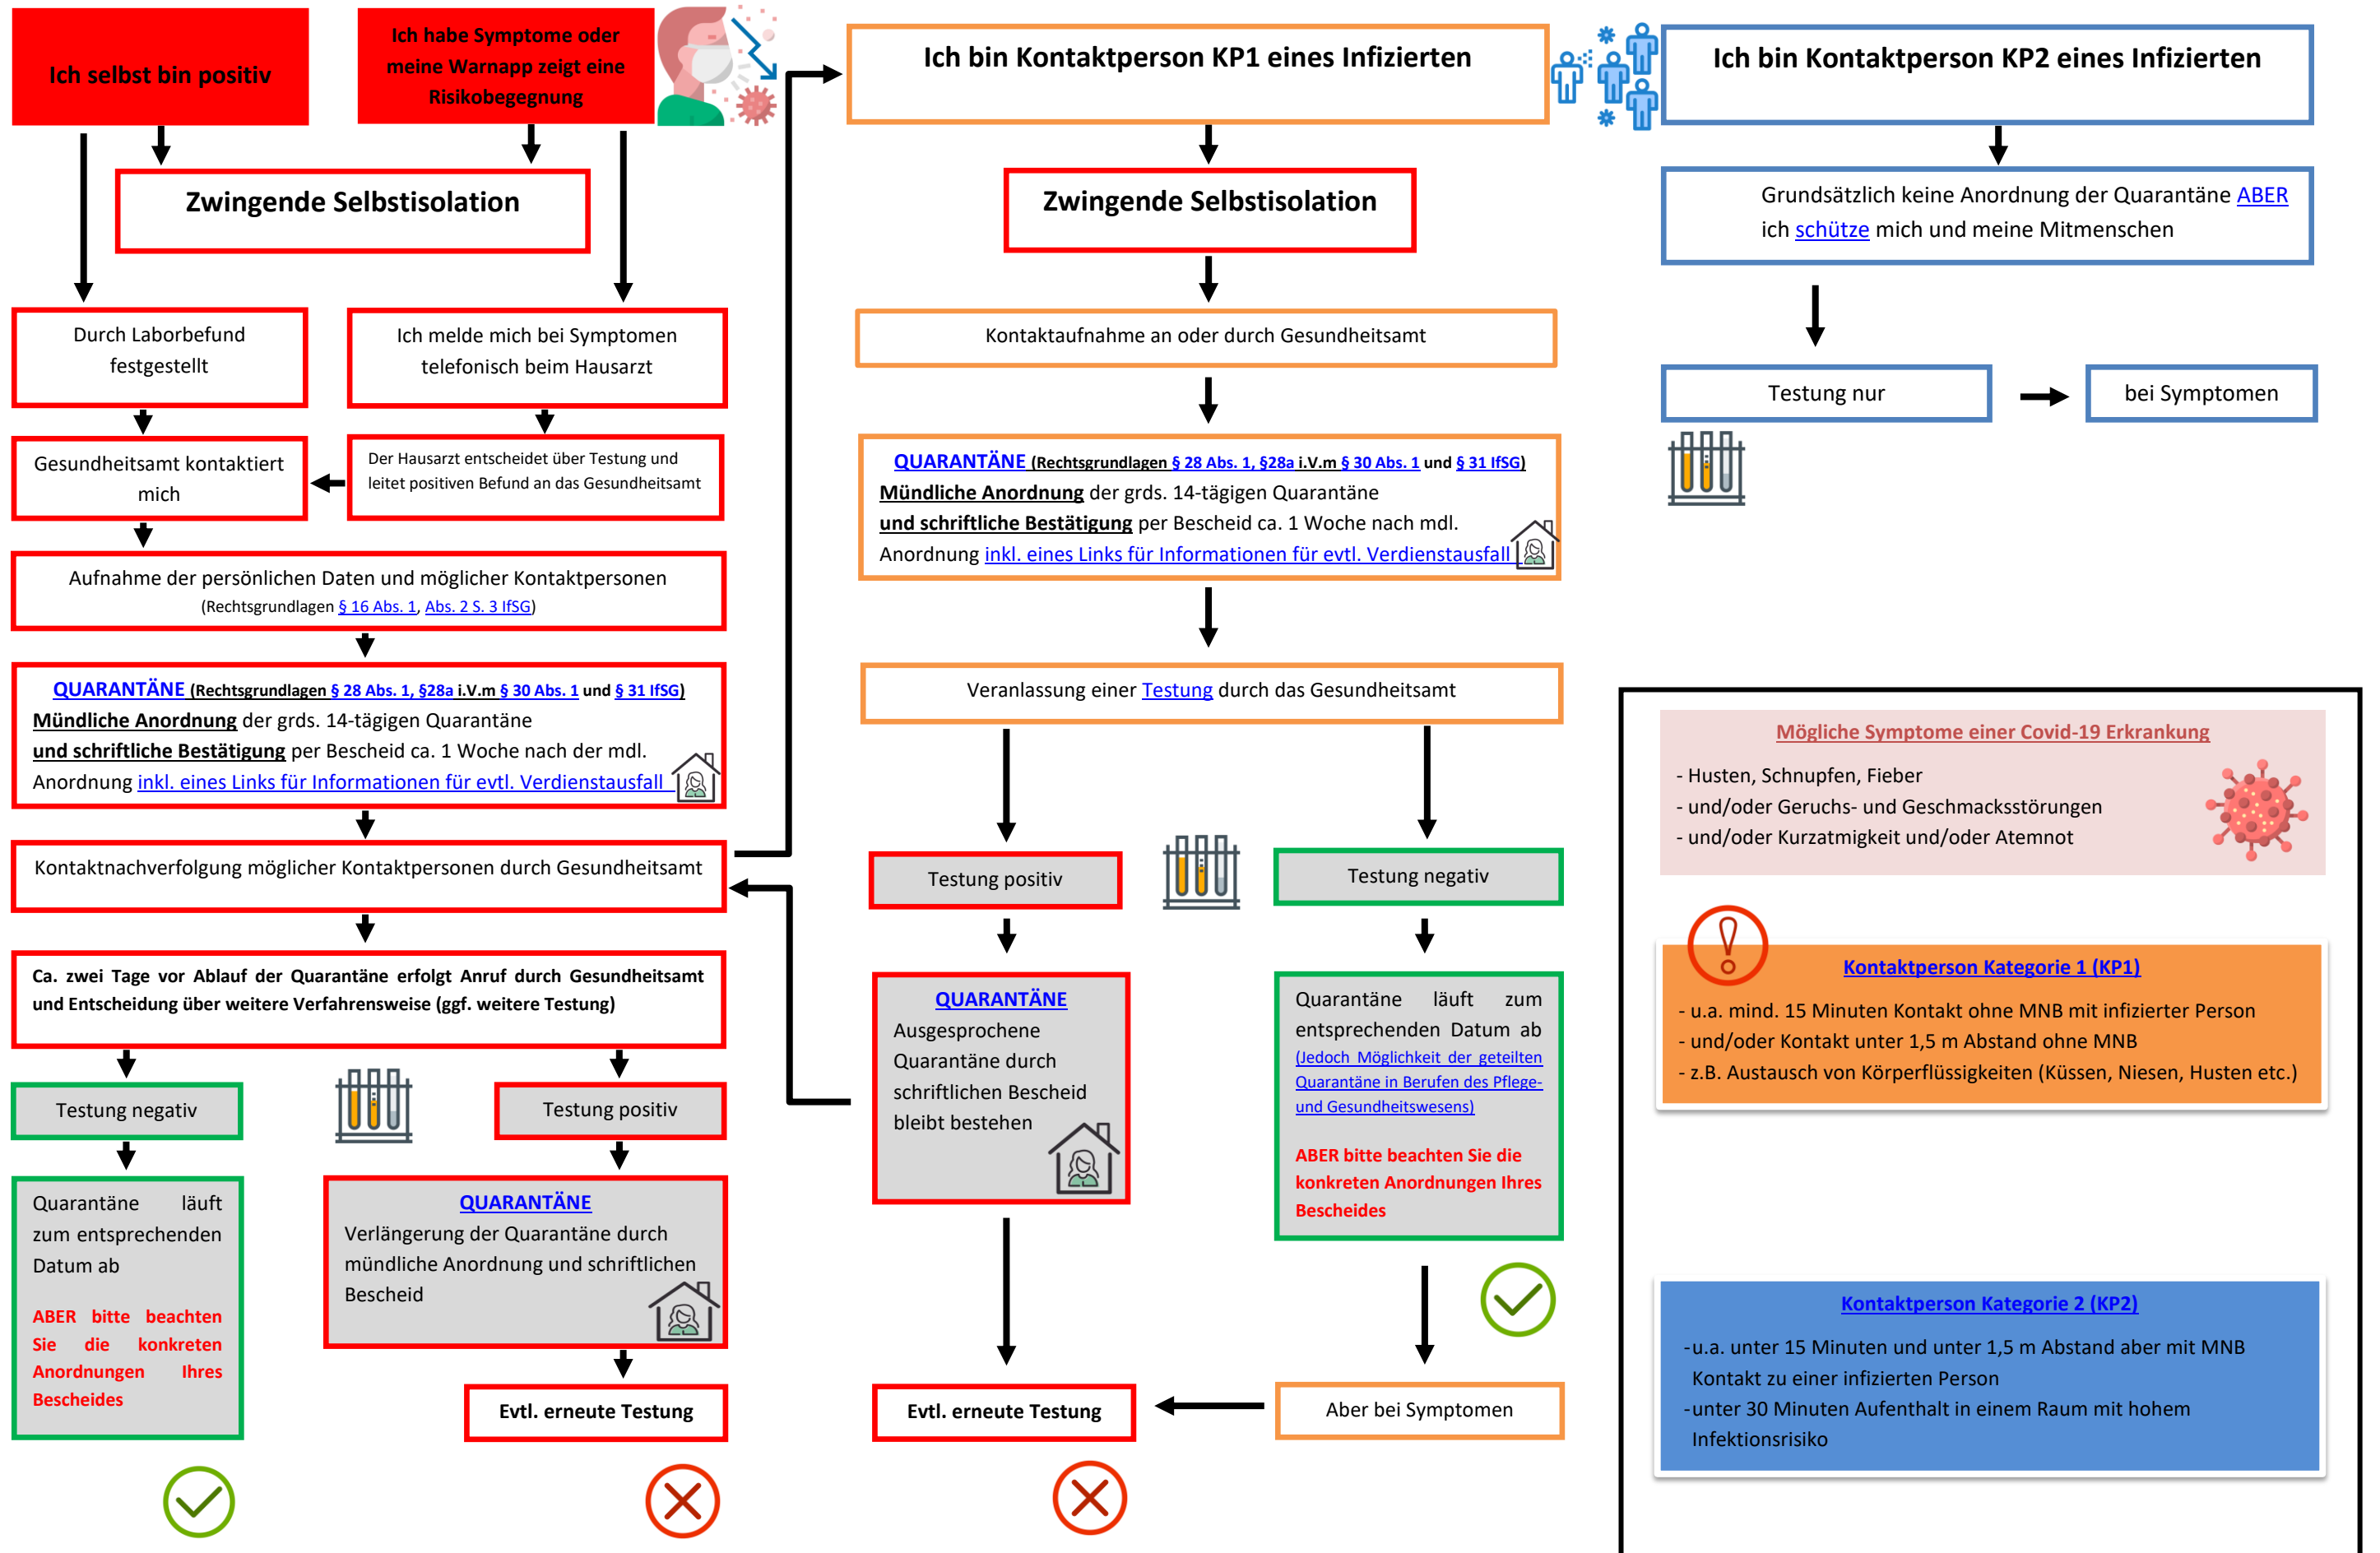 Ich selbst bin positiv
Ich habe Symptome oder
meine Warnapp zeigt eine
Risikobegegnung
Zwingende Selbstisolation
Durch Laborbefund
festgestellt
Ich melde mich bei Symptomen
telefonisch beim Hausarzt
Gesundheitsamt kontaktiert
mich
Der Hausarzt entscheidet über Testung und
leitet positiven Befund an das Gesundheitsamt
Aufnahme der persönlichen Daten und möglicher Kontaktpersonen
(Rechtsgrundlagen § 16 Abs. 1, Abs. 2 S. 3 IfSG)
QUARANTÄNE (Rechtsgrundlagen § 28 Abs. 1, §28a i.V.m § 30 Abs. 1 und § 31 IfSG)
Mündliche Anordnung der grds. 14-tägigen Quarantäne
und schriftliche Bestätigung per Bescheid ca. 1 Woche nach der mdl.
Anordnung inkl. eines Links für Informationen für evtl. Verdienstausfall
Kontaktnachverfolgung möglicher Kontaktpersonen durch Gesundheitsamt
Ca. zwei Tage vor Ablauf der Quarantäne erfolgt Anruf durch Gesundheitsamt
und Entscheidung über weitere Verfahrensweise (ggf. weitere Testung)
Testung negativ
Testung positiv
Quarantäne läuft
zum entsprechenden
Datum ab
ABER bitte beachten
Sie die konkreten
Anordnungen Ihres
Bescheides
QUARANTÄNE
Verlängerung der Quarantäne durch
mündliche Anordnung und schriftlichen
Bescheid
Evtl. erneute Testung
Ich bin Kontaktperson KP1 eines Infizierten
Zwingende Selbstisolation
Kontaktaufnahme an oder durch Gesundheitsamt
QUARANTÄNE (Rechtsgrundlagen § 28 Abs. 1, §28a i.V.m § 30 Abs. 1 und § 31 IfSG)
Mündliche Anordnung der grds. 14-tägigen Quarantäne
und schriftliche Bestätigung per Bescheid ca. 1 Woche nach mdl.
Anordnung inkl. eines Links für Informationen für evtl. Verdienstausfall
Veranlassung einer Testung durch das Gesundheitsamt
Testung positiv
Testung negativ
QUARANTÄNE
Ausgesprochene
Quarantäne durch
schriftlichen Bescheid
bleibt bestehen
Quarantäne läuft zum
entsprechenden Datum ab
(Jedoch Möglichkeit der geteilten
Quarantäne in Berufen des Pflege-
und Gesundheitswesens)
ABER bitte beachten Sie die
konkreten Anordnungen Ihres
Bescheides
Evtl. erneute Testung
Aber bei Symptomen
Ich bin Kontaktperson KP2 eines Infizierten
Grundsätzlich keine Anordnung der Quarantäne ABER
ich schütze mich und meine Mitmenschen
Testung nur
bei Symptomen
Mögliche Symptome einer Covid-19 Erkrankung
- Husten, Schnupfen, Fieber
- und/oder Geruchs- und Geschmacksstörungen
- und/oder Kurzatmigkeit und/oder Atemnot
Kontaktperson Kategorie 1 (KP1)
- u.a. mind. 15 Minuten Kontakt ohne MNB mit infizierter Person
- und/oder Kontakt unter 1,5 m Abstand ohne MNB
- z.B. Austausch von Körperflüssigkeiten (Küssen, Niesen, Husten etc.)
Kontaktperson Kategorie 2 (KP2)
-u.a. unter 15 Minuten und unter 1,5 m Abstand aber mit MNB
Kontakt zu einer infizierten Person
-unter 30 Minuten Aufenthalt in einem Raum mit hohem
Infektionsrisiko